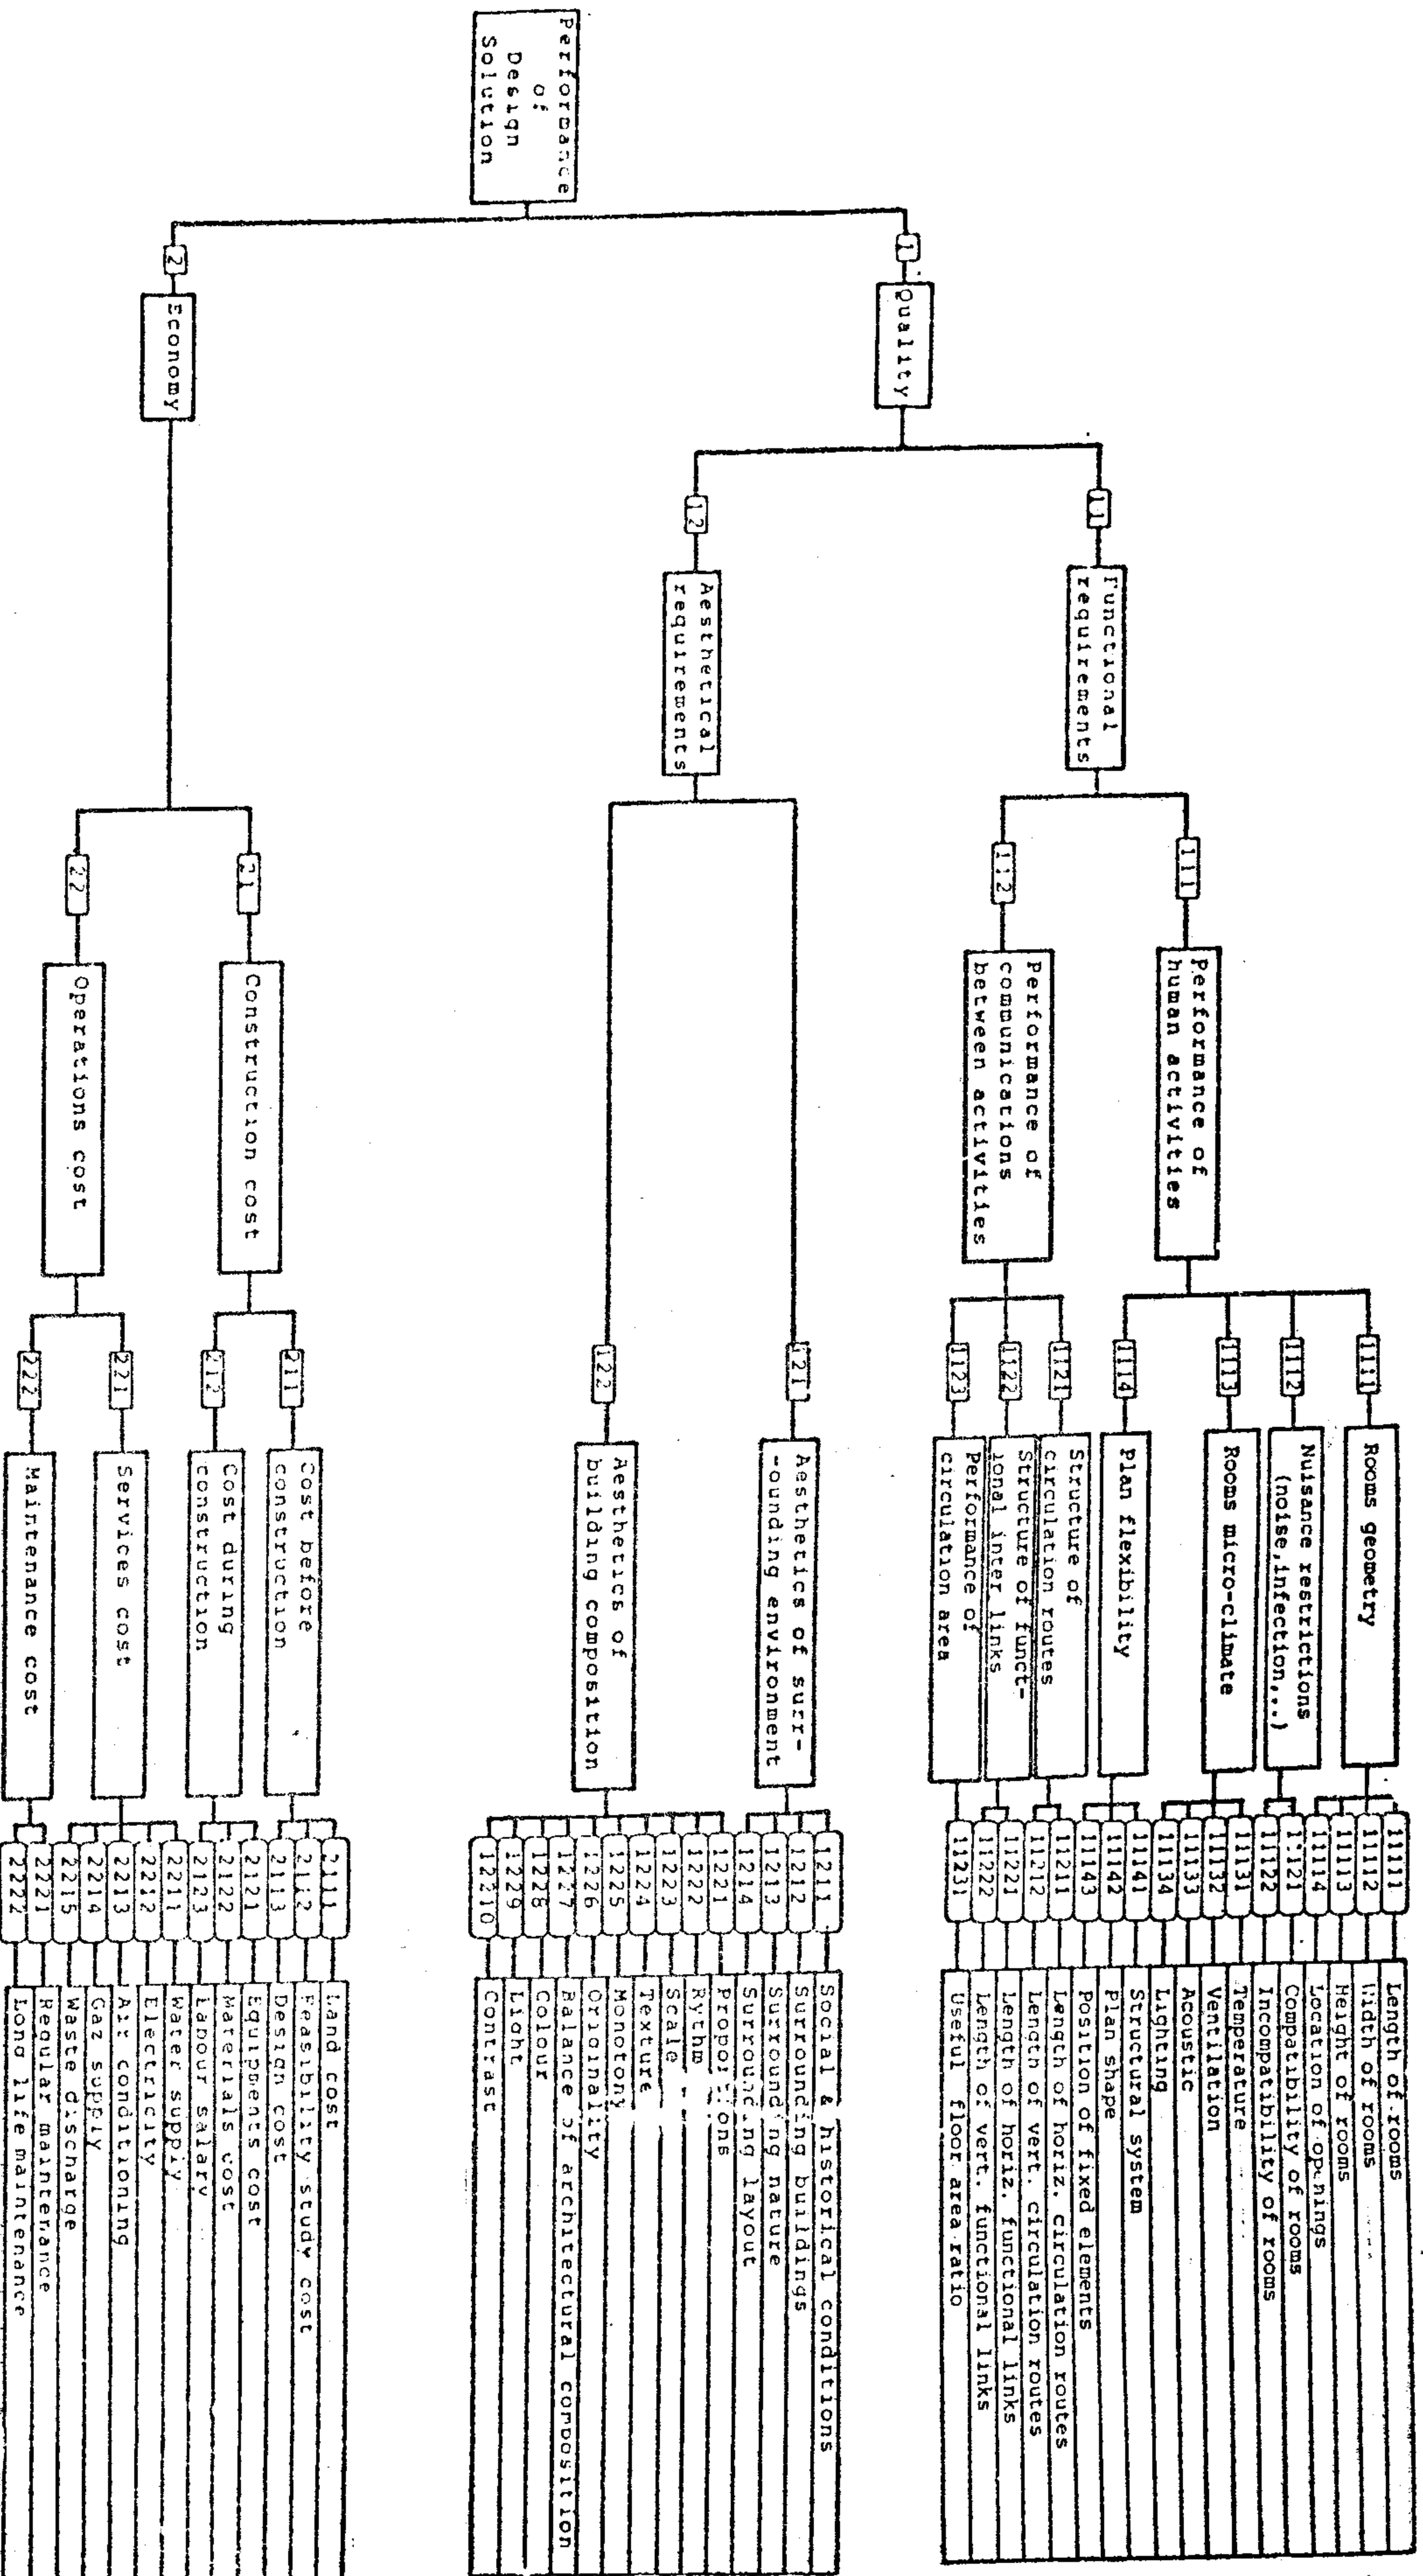 Performance
of
Design
Solution
1
Quality
2
Economy
11
Functional
requirements
12
Aesthetical
requirements
111
Performance of
human activities
112
Performance of
communications
between activities
121
Aesthetics of surr-
-ounding environment
122
Aesthetics of
building composition
21
Construction cost
22
Operations cost
1111
Rooms geometry
1112
Nuisance restrictions
(noise,infection,..)
1113
Rooms micro-climate
1114
Plan flexibility
1121
Structure of
circulation routes
1122
Structure of funct-
ional inter links
1123
Performance of
circulation area
211
Cost before
construction
212
Cost during
construction
221
Services cost
222
Maintenance cost
11111 Length of rooms
11112 Width of rooms
11113 Height of rooms
11114 Location of openings
11121 Compatibility of rooms
11122 Incompatibility of rooms
11131 Temperature
11132 Ventilation
11133 Acoustic
11134 Lighting
11141 Structural system
11142 Plan shape
11143 Position of fixed elements
11211 Length of horiz. circulation routes
11212 Length of vert. circulation routes
11221 Length of horiz. functional links
11222 Length of vert. functional links
11231 Useful floor area ratio
1211 Social & historical conditions
1212 Surrounding buildings
1213 Surrounding nature
1214 Surrounding layout
1221 Proportions
1222 Rythm
1223 Scale
1224 Texture
1225 Monotony
1226 Originality
1227 Balance of architectural composition
1228 Colour
1229 Light
12210 Contrast
2111 Land cost
2112 Feasibility study cost
2113 Design cost
2121 Equipments cost
2122 Materials cost
2123 Labour salary
2211 Water supply
2212 Electricity
2213 Air conditioning
2214 Gaz supply
2215 Waste discharge
2221 Regular maintenance
2222 Long life maintenance